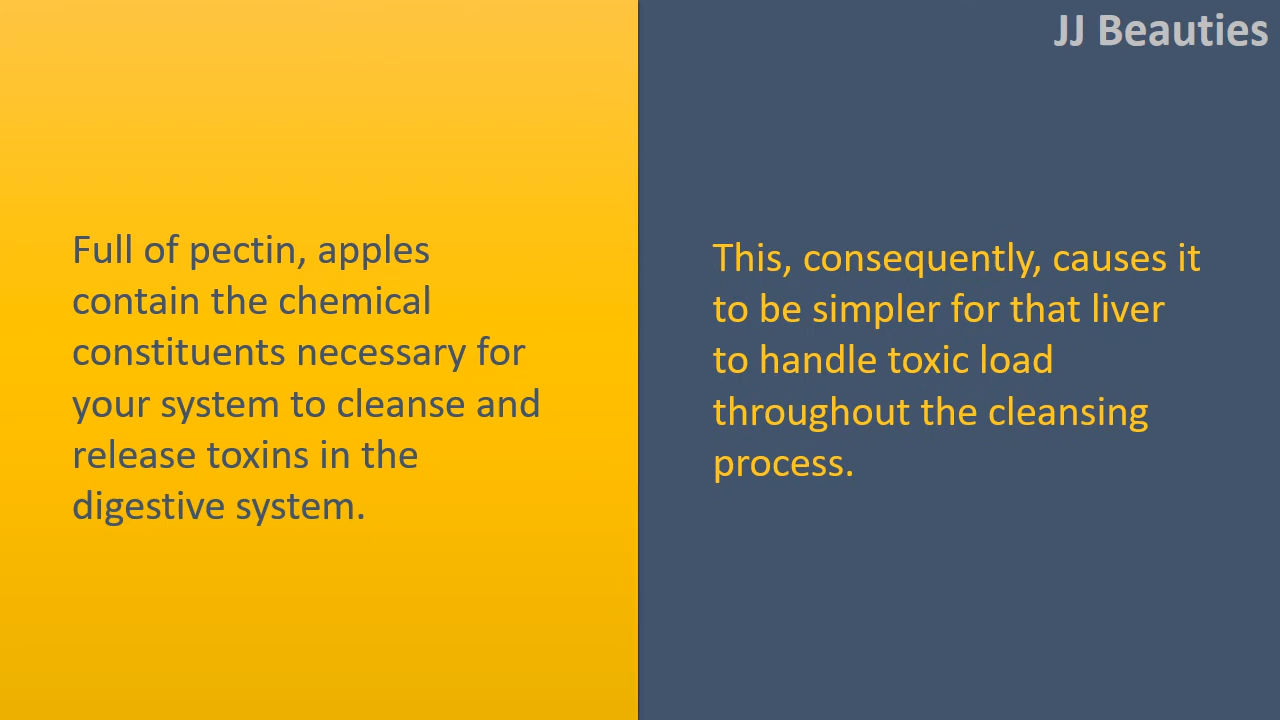 JJ Beauties
Full of pectin, apples
contain the chemical
constituents necessary for
your system to cleanse and
release toxins in the
digestive system.
This, consequently, causes it
to be simpler for that liver
to handle toxic load
throughout the cleansing
process.